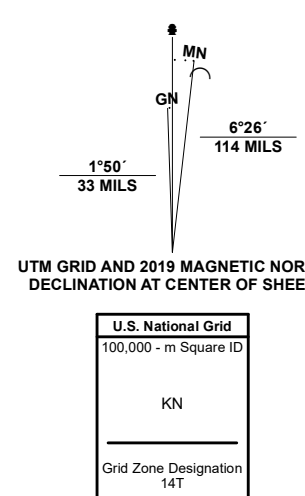 MN
GN
6°26´
114 MILS
1°50´
33 MILS
UTM GRID AND 2019 MAGNETIC NOR
DECLINATION AT CENTER OF SHEE
U.S. National Grid
100,000 - m Square ID
KN
Grid Zone Designation
14T